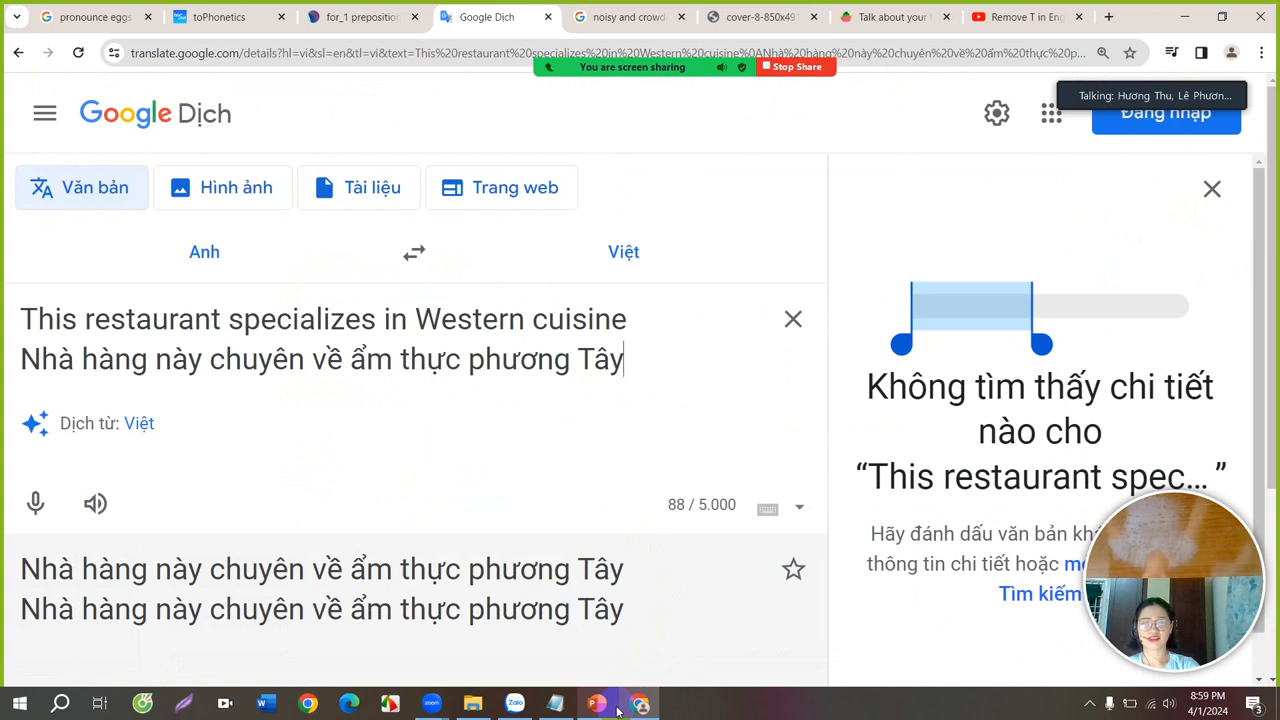 pronounce eggs
toPhonetics
for_1 preposition
Google Dịch
noisy and crowd
cover-8-850x491
Talk about your
Remove T in Eng
translate.google.com/details?hl=vi&sl=en&tl=vi&text=This%20restaurant%20specializes%20in%20Western%20cuisine%0ANhà%20hàng%20này%20chuyên%20về%20ẩm%20thực%20p...
You are screen sharing
Stop Share
Talking: Hương Thu, Lê Phươn...
Google Dịch
Đăng nhập
Văn bản
Hình ảnh
Tài liệu
Trang web
Anh
Việt
This restaurant specializes in Western cuisine
Nhà hàng này chuyên về ẩm thực phương Tây
Dịch từ: Việt
88 / 5.000
Nhà hàng này chuyên về ẩm thực phương Tây
Nhà hàng này chuyên về ẩm thực phương Tây
Không tìm thấy chi tiết
nào cho
“This restaurant spec... ”
Hãy đánh dấu văn bản
thông tin chi tiết hoặc
Tìm kiếm
zoom
Zalo
8:59 PM
4/1/2024
3